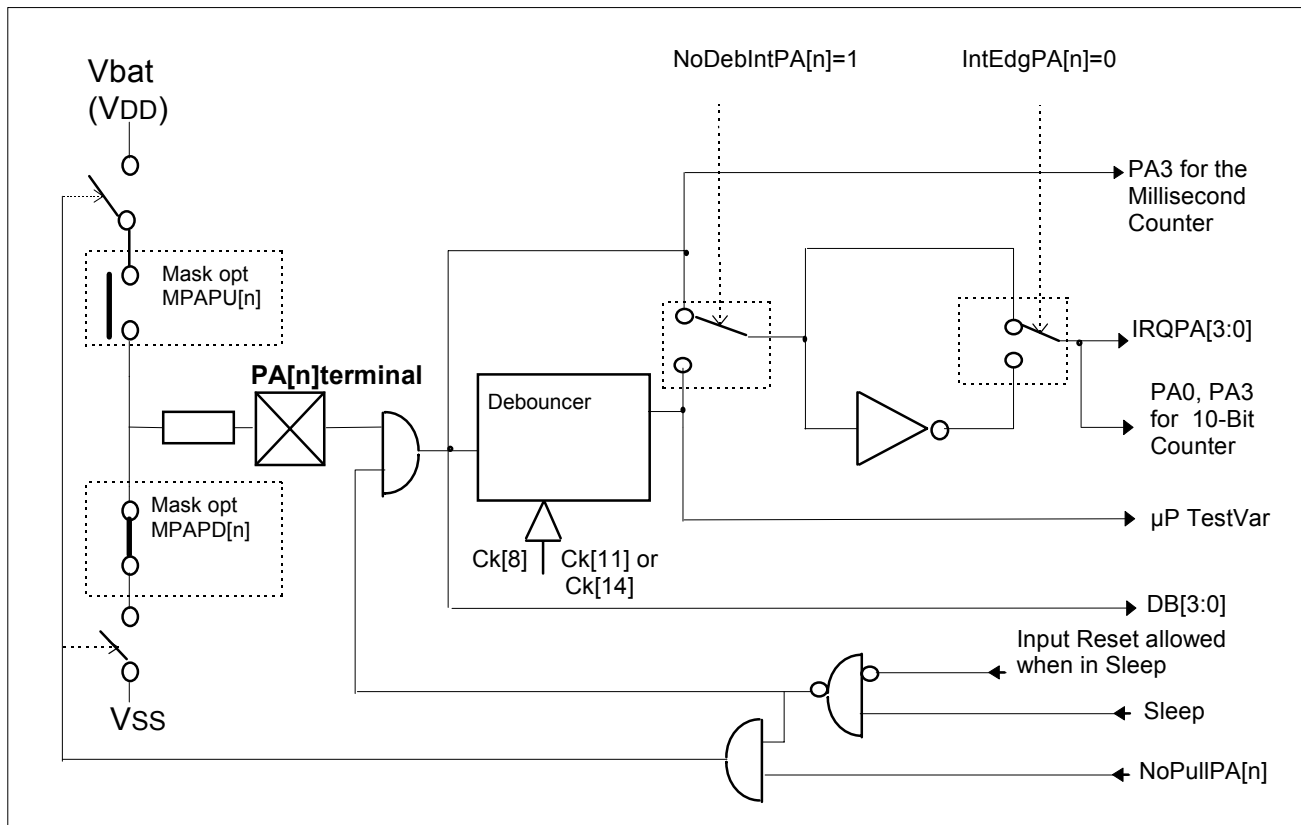 Vbat
(VDD)
NoDebIntPA[n]=1
IntEdgPA[n]=0
PA3 for the
Millisecond
Counter
Mask opt
MPAPU[n]
IRQPA[3:0]
PA[n]terminal
Debouncer
PA0, PA3
for 10-Bit
Counter
Mask opt
MPAPD[n]
µP TestVar
Ck[8]
Ck[11] or
Ck[14]
DB[3:0]
Input Reset allowed
when in Sleep
Sleep
VSS
NoPullPA[n]